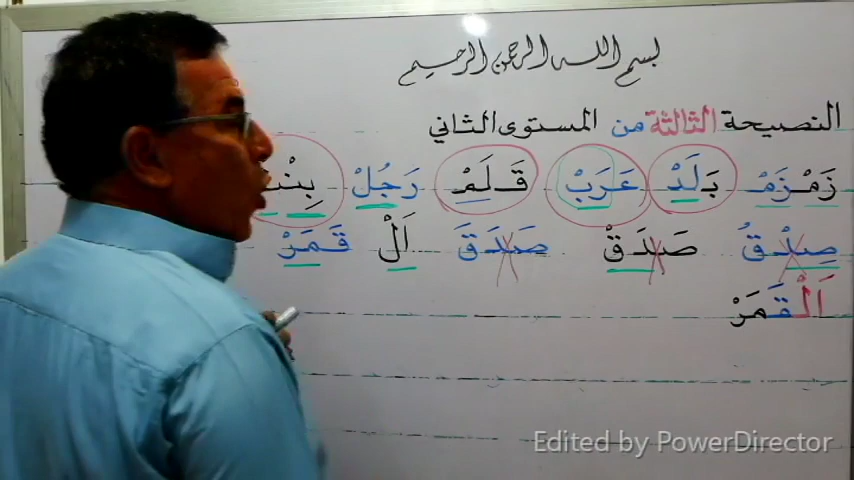 بسم الله الرحمن الرحيم
النصيحة الثالثة من المستوى الثاني
زَمْزَمْ بَلَدْ عَرَبْ قَلَمْ رَجُلْ
صِدْقُ صَدَقْ صَدَقَ اَلْ قَمَرْ
اَلْقَمَرْ
Edited by PowerDirector